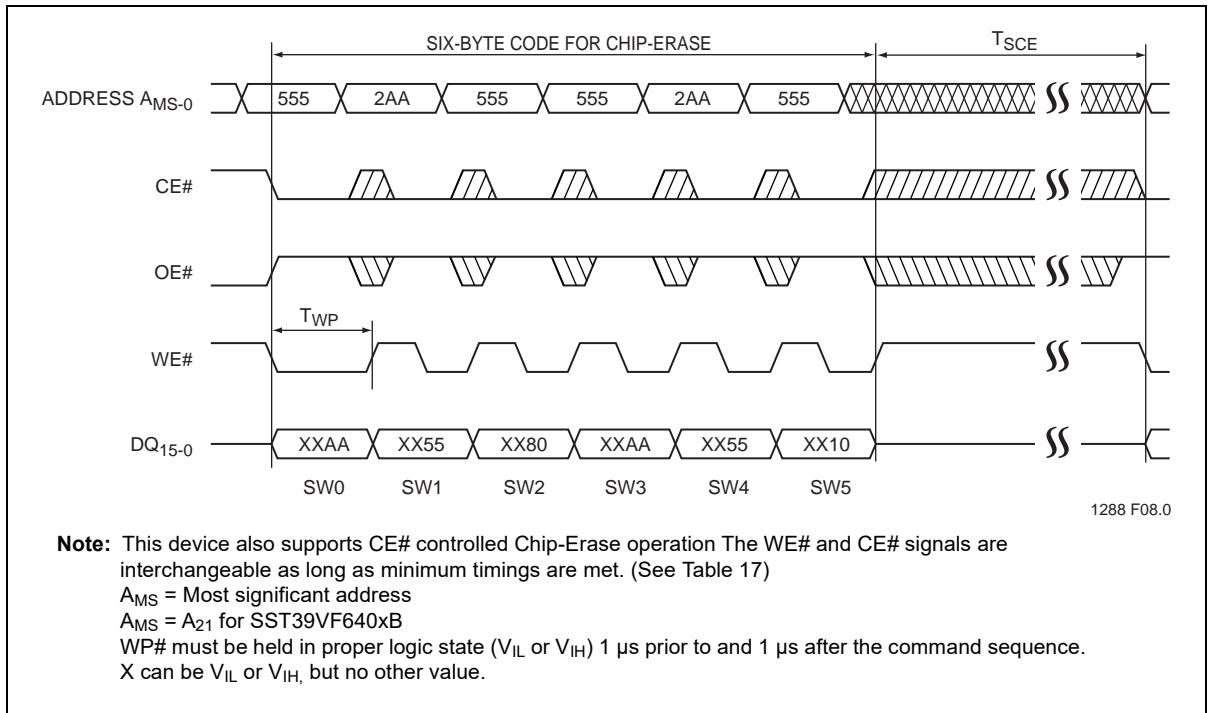 SIX-BYTE CODE FOR CHIP-ERASE TSCE
ADDRESS AMS-0 555 2AA 555 555 2AA 555
CE#
OE#
TWP
WE#
DQ15-0 XXAA XX55 XX80 XXAA XX55 XX10
SW0 SW1 SW2 SW3 SW4 SW5
1288 F08.0
Note: This device also supports CE# controlled Chip-Erase operation The WE# and CE# signals are
interchangeable as long as minimum timings are met. (See Table 17)
AMS = Most significant address
AMS = A21 for SST39VF640xB
WP# must be held in proper logic state (VIL or VIH) 1 µs prior to and 1 µs after the command sequence.
X can be VIL or VIH, but no other value.